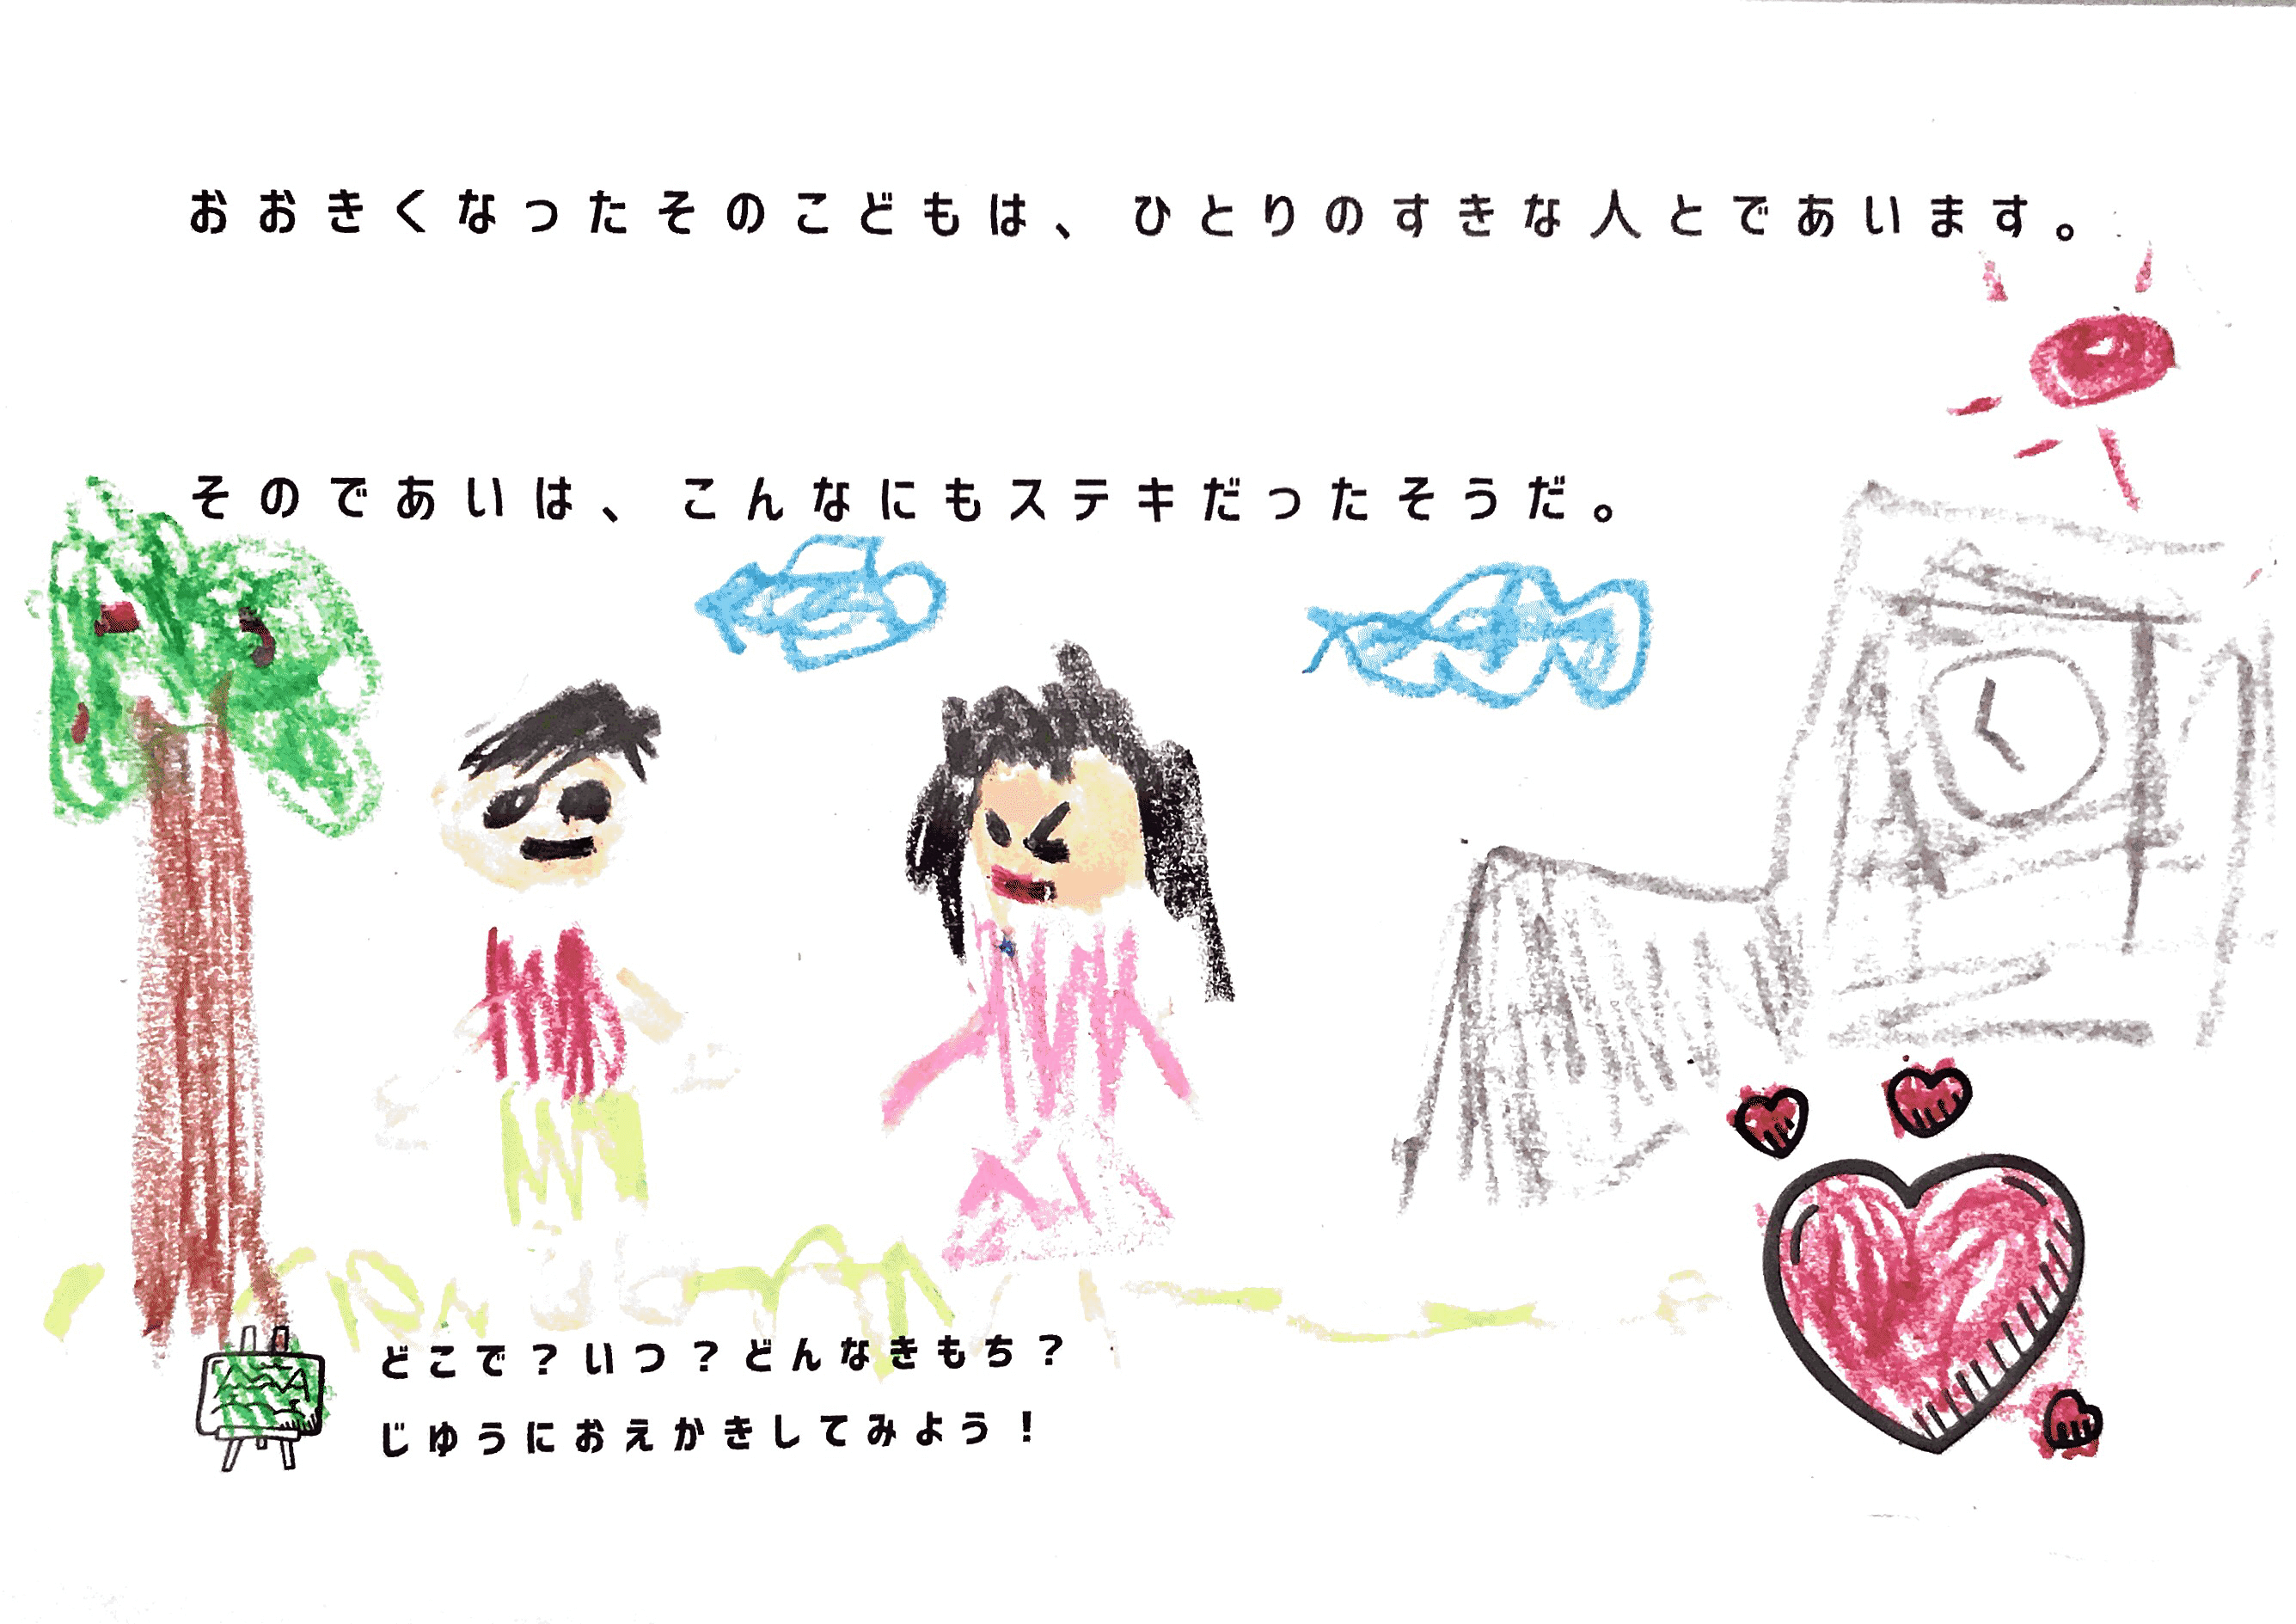 おおきくなったそのこどもは、ひとりのすきな人とであいます。
そのであいは、こんなにもステキだったそうだ。
どこで？いつ？どんなきもち？
じゆうにおえかきしてみよう！